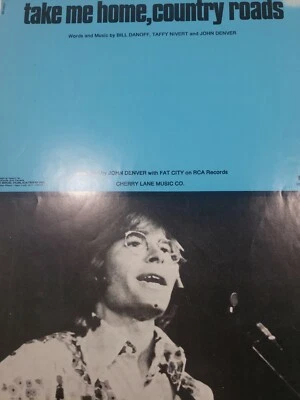 take me home,country roads
Words and Music by BILL DANOFF, TAFFY NIVERT and JOHN DENVER
JOHN DENVER with FAT CITY on RCA Records
CHERRY LANE MUSIC CO.